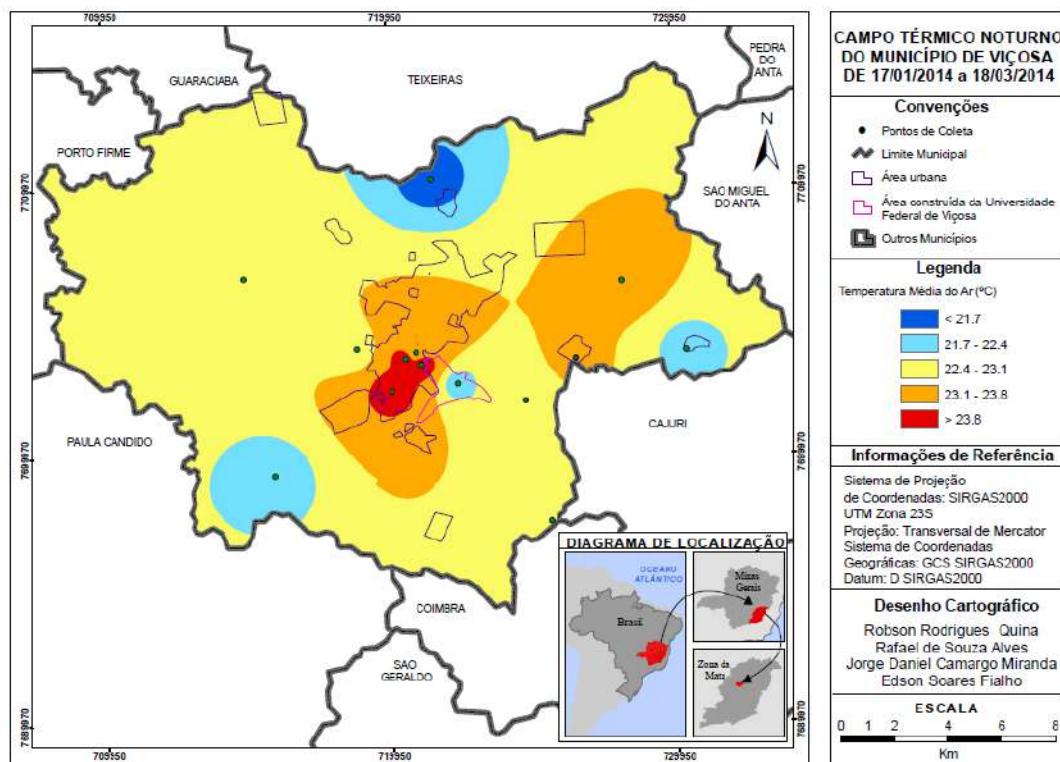 709950
719950
729950
7709970
7699970
7689970
GUARACIABA
TEIXEIRAS
PEDRA
DO
ANTA
PORTO FIRME
SAO MIGUEL
DO ANTA
PAULA CANDIDO
CAJURI
COIMBRA
SAO
GERALDO
DIAGRAMA DE LOCALIZAÇÃO
OCEANO
ATLÂNTICO
Brasil
Minas
Gerais
Zona da
Mata
709950
719950
729950
7709970
7699970
7689970
N
CAMPO TÉRMICO NOTURNO
DO MUNICÍPIO DE VIÇOSA
DE 17/01/2014 a 18/03/2014
Convenções
Pontos de Coleta
Limite Municipal
Área urbana
Área construída da Universidade
Federal de Viçosa
Outros Municípios
Legenda
Temperatura Média do Ar (ºC)
< 21.7
21.7 - 22.4
22.4 - 23.1
23.1 - 23.8
> 23.8
Informações de Referência
Sistema de Projeção
de Coordenadas: SIRGAS2000
UTM Zona 23S
Projeção: Transversal de Mercator
Sistema de Coordenadas
Geográficas: GCS SIRGAS2000
Datum: D SIRGAS2000
Desenho Cartográfico
Robson Rodrigues Quina
Rafael de Souza Alves
Jorge Daniel Camargo Miranda
Edson Soares Fialho
ESCALA
0 1 2 4 6 8
Km